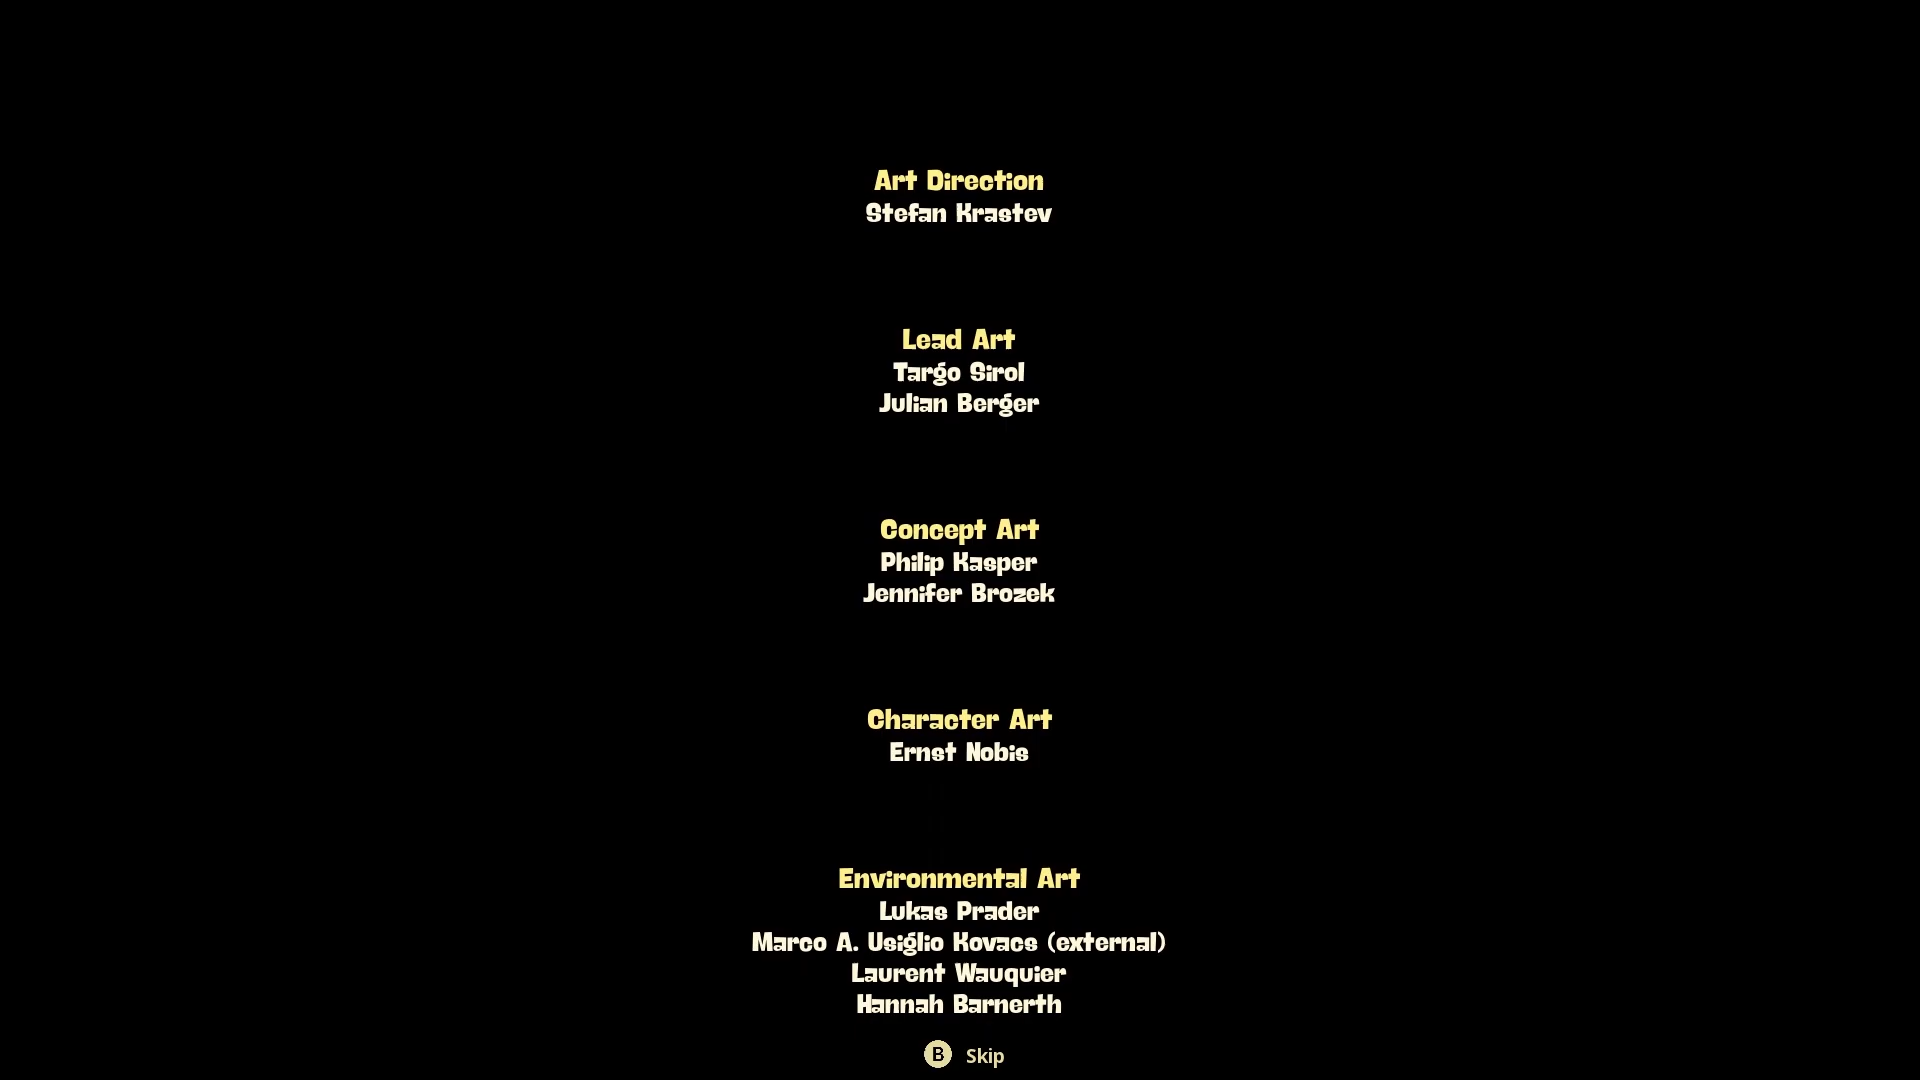 Art Direction
Stefan Krastev
Lead Art
Targo Sirol
Julian Berger
Concept Art
Philip Kasper
Jennifer Brozek
Character Art
Ernst Nobis
Environmental Art
Lukas Prader
Marco A. Usiglio Kovacs (external)
Laurent Wauquier
Hannah Barnerth
B Skip